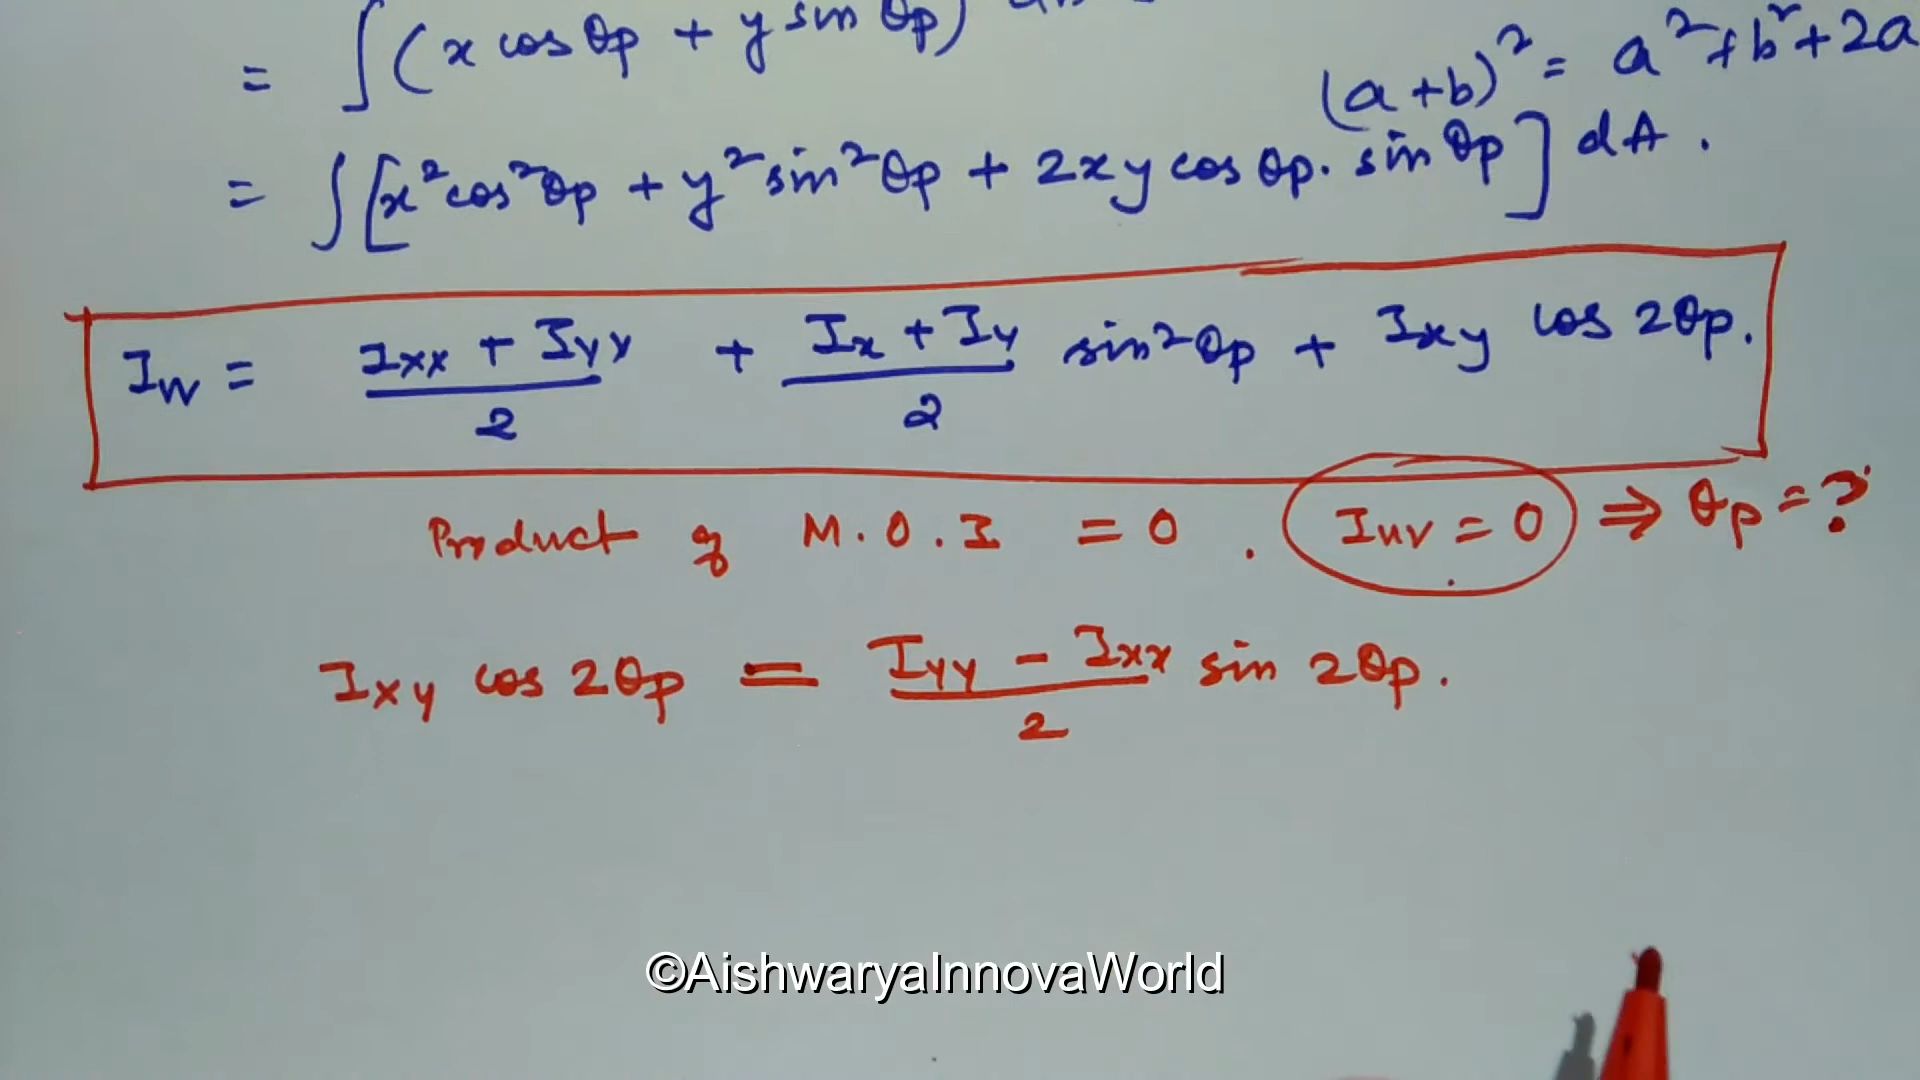 = ∫(x cos θp + y sin θp)
(a+b)² = a²+b²+2a
= ∫[x²cos²θp + y²sin²θp + 2xy cos θp. sin θp] dA.
Iw = Ixx + Iyy / 2 + Ix + Iy / 2 sin2θp + Ixy cos 2θp.
Product of M.O.I = 0. Iuv = 0 ⇒ θp = ?
Ixy cos 2θp = Iyy - Ixx / 2 sin 2θp.
©AishwaryaInnovaWorld